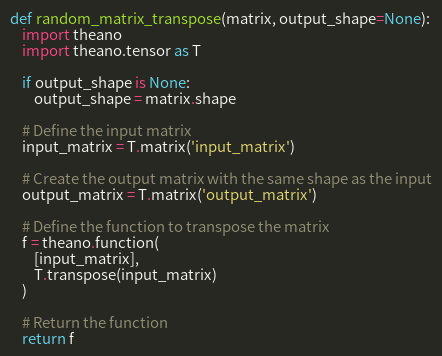 def random_matrix_transpose(matrix, output_shape=None):
import theano
import theano.tensor as T
if output_shape is None:
output_shape = matrix.shape
# Define the input matrix
input_matrix = T.matrix('input_matrix')
# Create the output matrix with the same shape as the input
output_matrix = T.matrix('output_matrix')
# Define the function to transpose the matrix
f = theano.function(
[input_matrix],
T.transpose(input_matrix)
)
# Return the function
return f